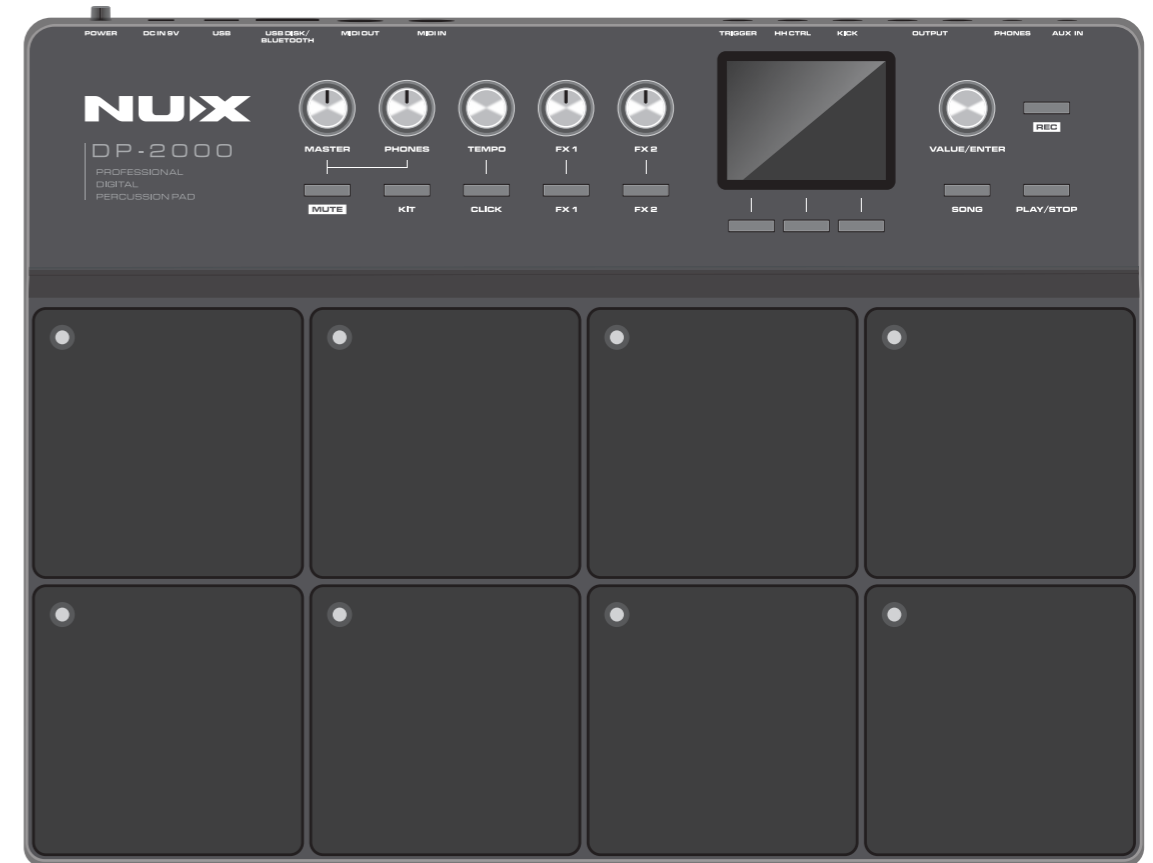 POWER DC IN 9V USB USB DISK/ MIDI OUT MIDI IN TRIGGER HH CTRL KICK OUTPUT PHONES AUX IN
BLUETOOTH
NUX
DP-2000
PROFESSIONAL
DIGITAL
PERCUSSION PAD
MASTER PHONES TEMPO FX 1 FX 2 VALUE/ENTER
REC
MUTE KIT CLICK FX 1 FX 2 SONG PLAY/STOP